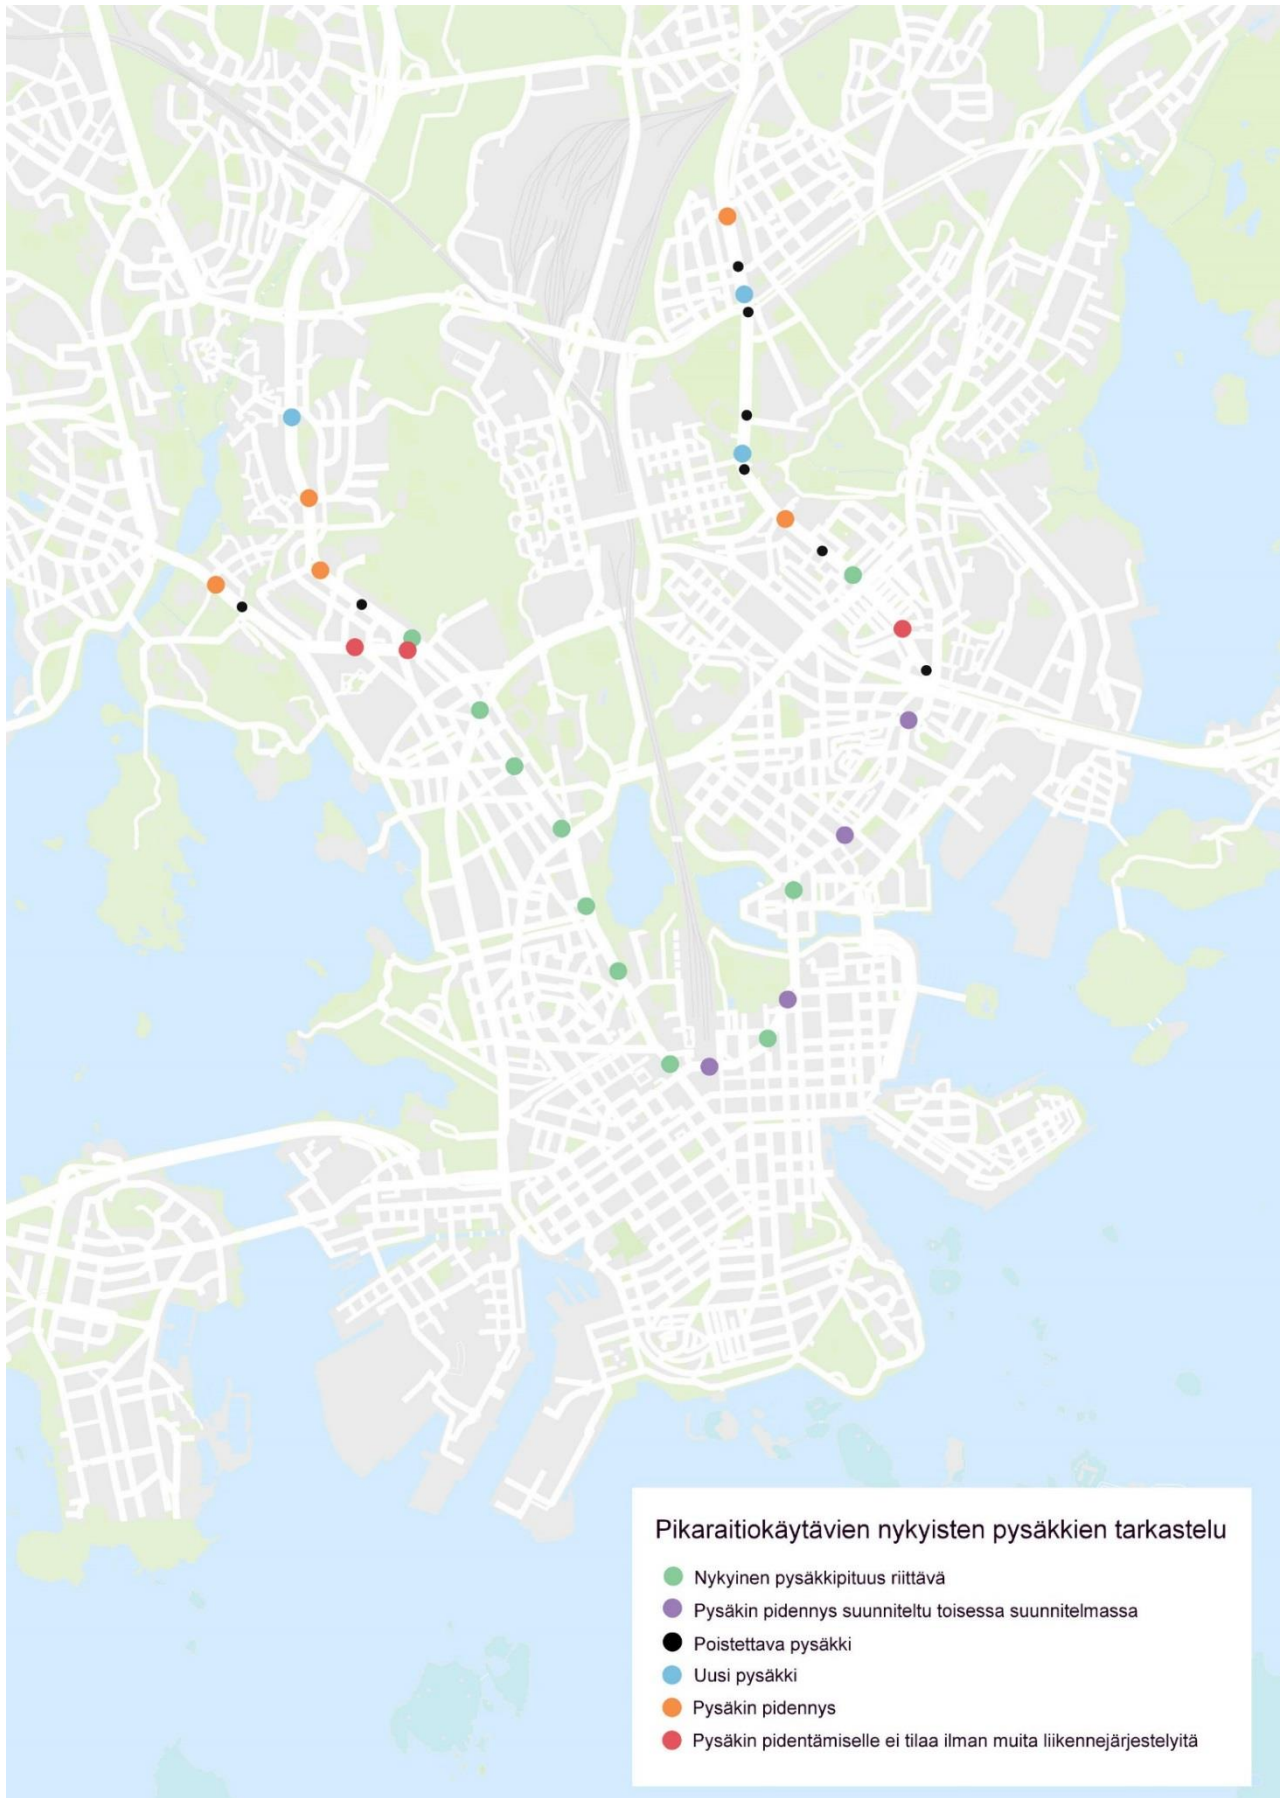 Pikaraitiokäytävien nykyisten pysäkkien tarkastelu
Nykyinen pysäkkipituus riittävä
Pysäkin pidennys suunniteltu toisessa suunnitelmassa
Poistettava pysäkki
Uusi pysäkki
Pysäkin pidennys
Pysäkin pidentämiselle ei tilaa ilman muita liikennejärjestelyitä